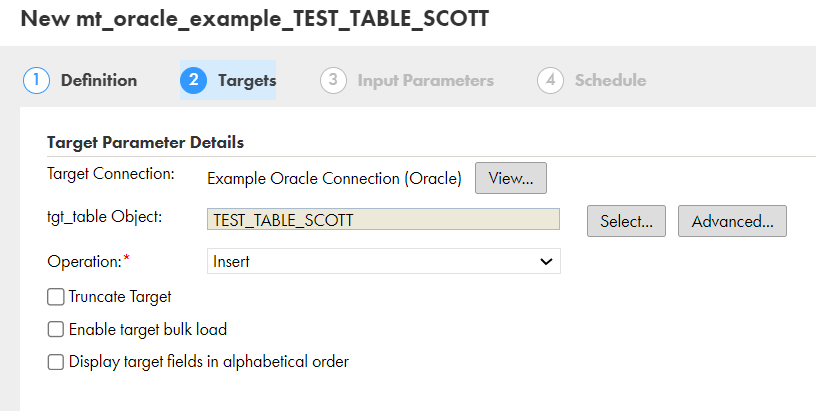 New mt_oracle_example_TEST_TABLE_SCOTT
1 Definition 2 Targets 3 Input Parameters 4 Schedule
Target Parameter Details
Target Connection: Example Oracle Connection (Oracle) View...
tgt_table Object: TEST_TABLE_SCOTT Select... Advanced...
Operation:* Insert
Truncate Target
Enable target bulk load
Display target fields in alphabetical order